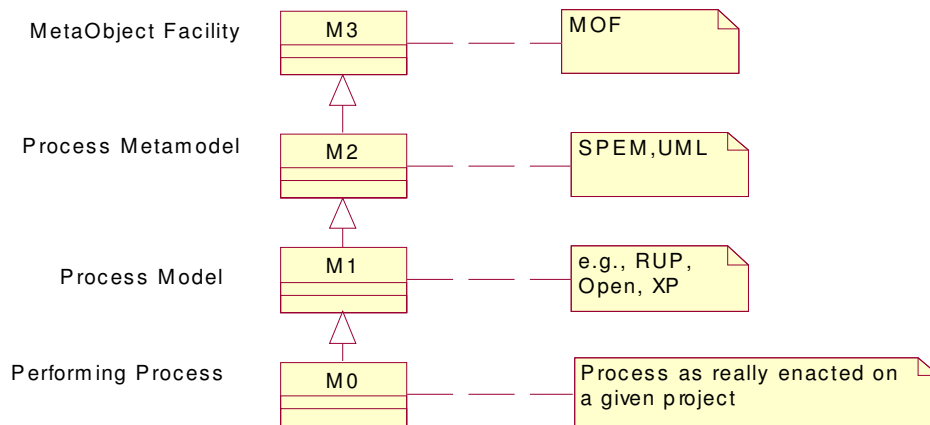 MetaObject Facility
M3
MOF
Process Metamodel
M2
SPEM,UML
Process Model
M1
e.g., RUP,
Open, XP
Performing Process
M0
Process as really enacted on
a given project